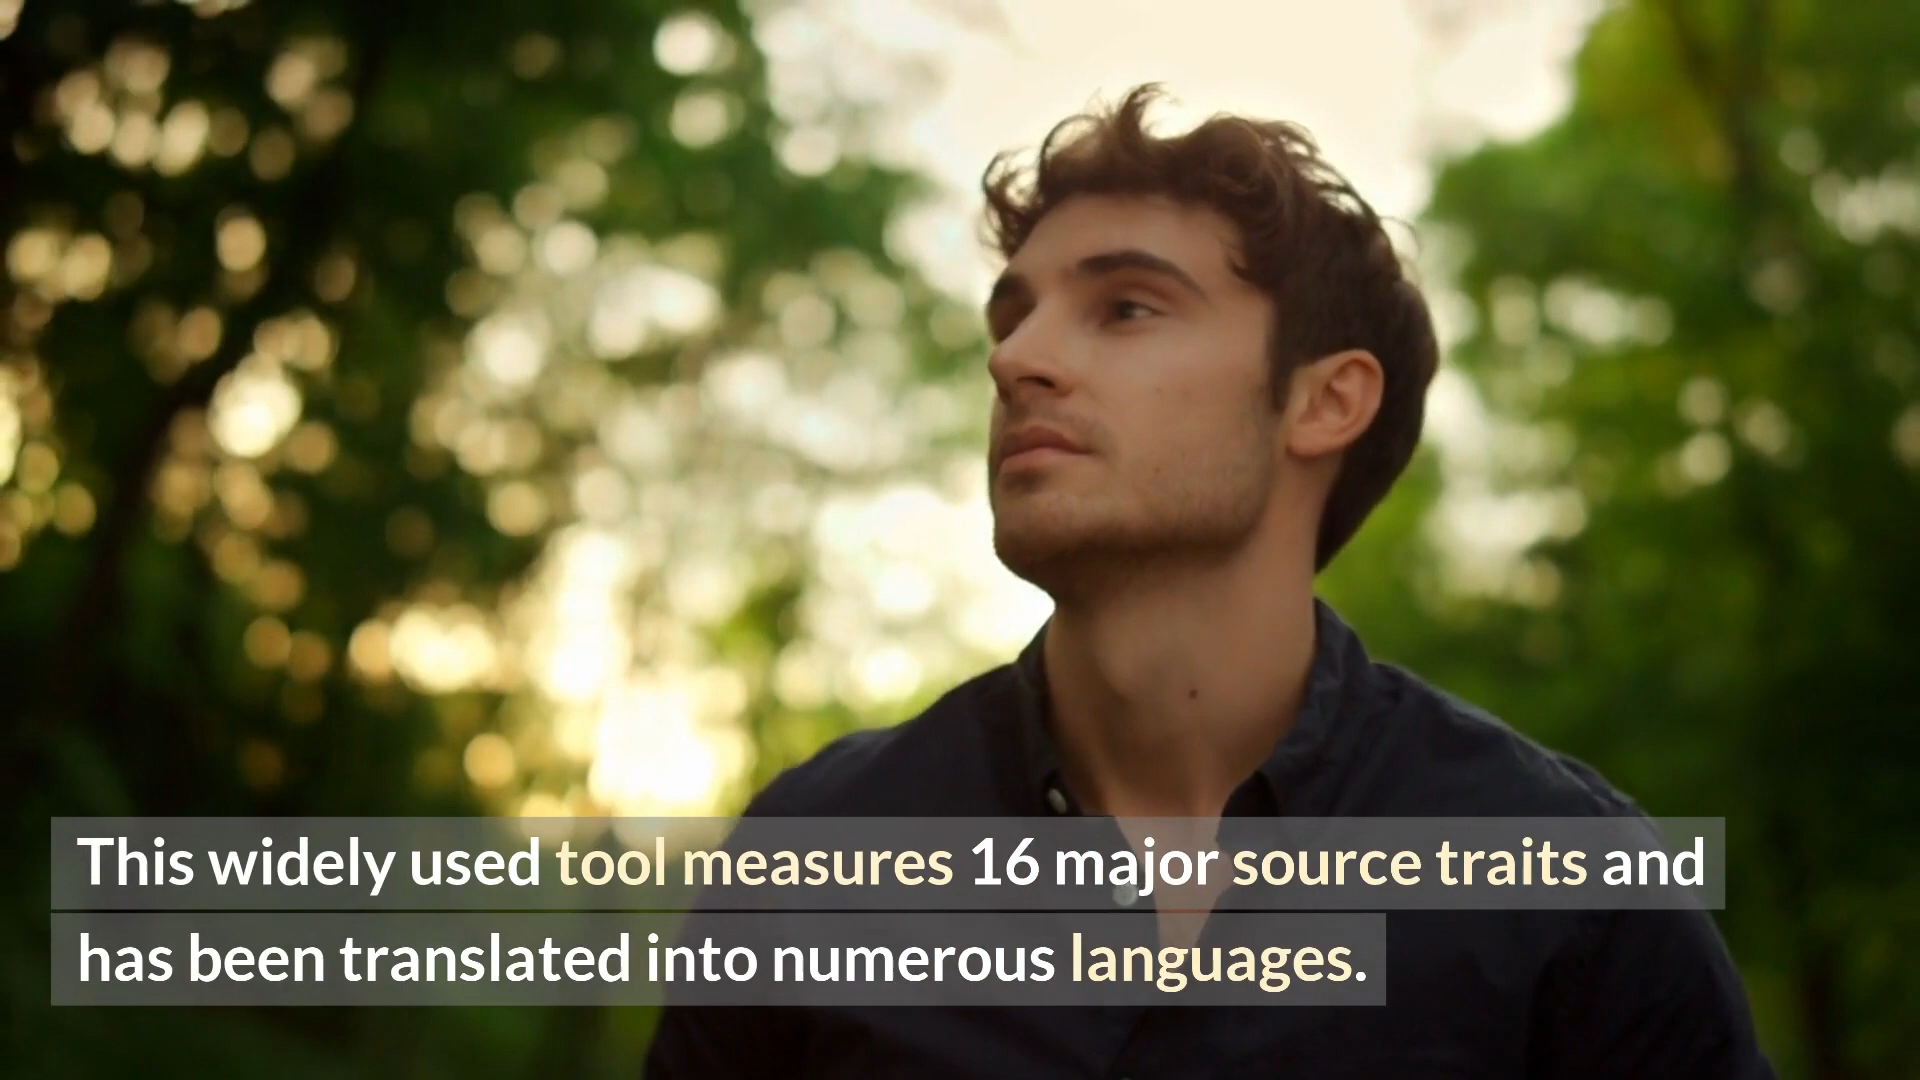 This widely used tool measures 16 major source traits and
has been translated into numerous languages.